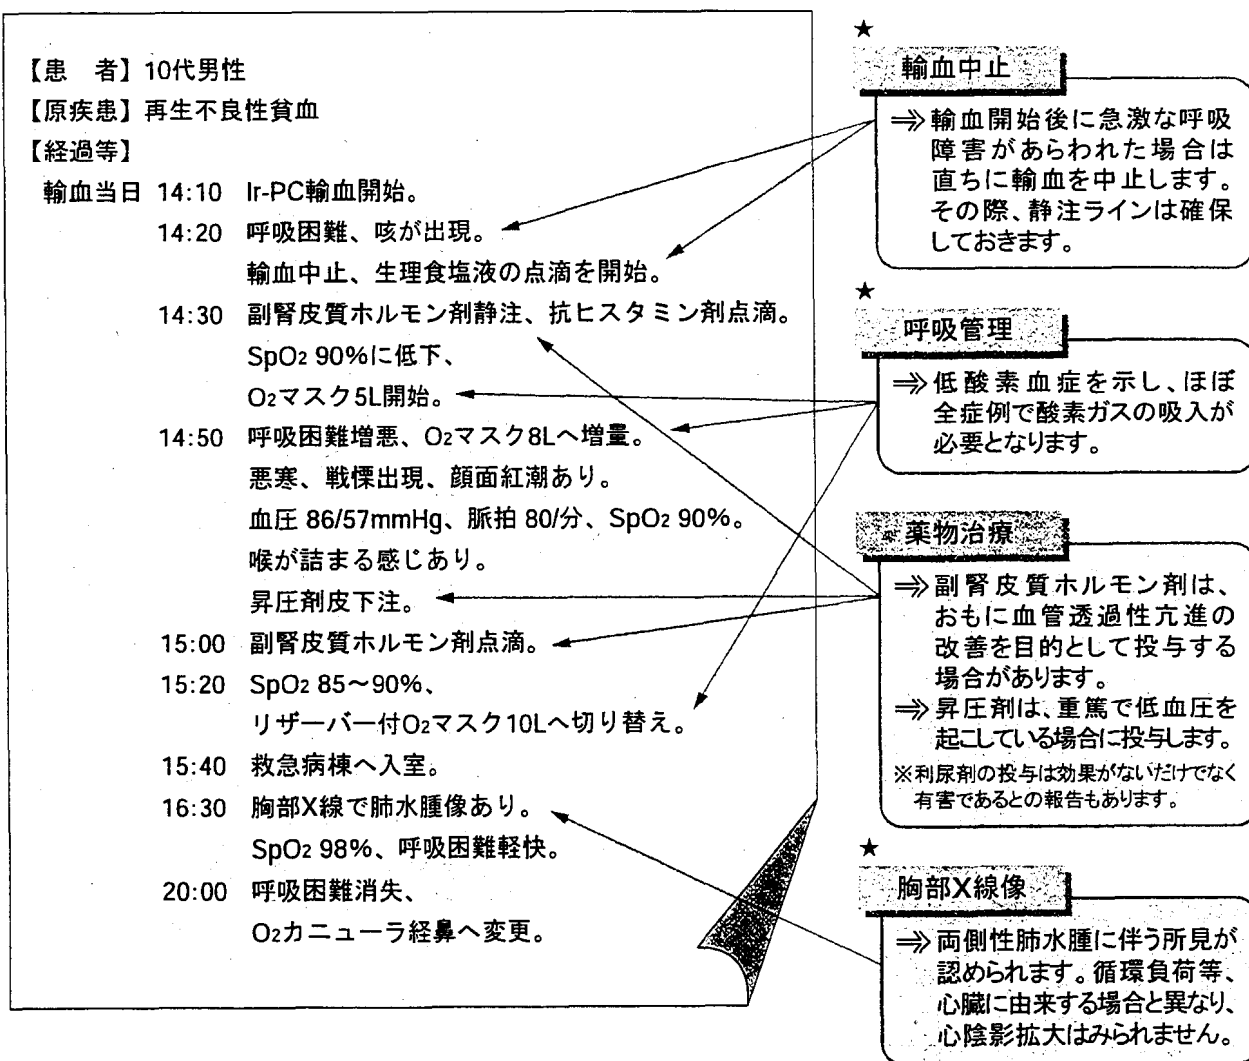 【患　者】10代男性
【原疾患】再生不良性貧血
【経過等】
輸血当日 14:10 Ir-PC輸血開始。
14:20 呼吸困難、咳が出現。
輸血中止、生理食塩液の点滴を開始。
14:30 副腎皮質ホルモン剤静注、抗ヒスタミン剤点滴。
SpO2 90%に低下、
O2マスク5L開始。
14:50 呼吸困難増悪、O2マスク8Lへ増量。
悪寒、戦慄出現、顔面紅潮あり。
血圧 86/57mmHg、脈拍 80/分、SpO2 90%。
喉が詰まる感じあり。
昇圧剤皮下注。
15:00 副腎皮質ホルモン剤点滴。
15:20 SpO2 85～90%、
リザーバー付O2マスク10Lへ切り替え。
15:40 救急病棟へ入室。
16:30 胸部X線で肺水腫像あり。
SpO2 98%、呼吸困難軽快。
20:00 呼吸困難消失、
O2カニューラ経鼻へ変更。
★
輸血中止
⇒輸血開始後に急激な呼吸
障害があらわれた場合は
直ちに輸血を中止します。
その際、静注ラインは確保
しておきます。
★
呼吸管理
⇒低酸素血症を示し、ほぼ
全症例で酸素ガスの吸入が
必要となります。
薬物治療
⇒副腎皮質ホルモン剤は、
おもに血管透過性亢進の
改善を目的として投与する
場合があります。
⇒昇圧剤は、重篤で低血圧を
起こしている場合に投与します。
※利尿剤の投与は効果がないだけでなく
有害であるとの報告もあります。
★
胸部X線像
⇒両側性肺水腫に伴う所見が
認められます。循環負荷等、
心臓に由来する場合と異なり、
心陰影拡大はみられません。